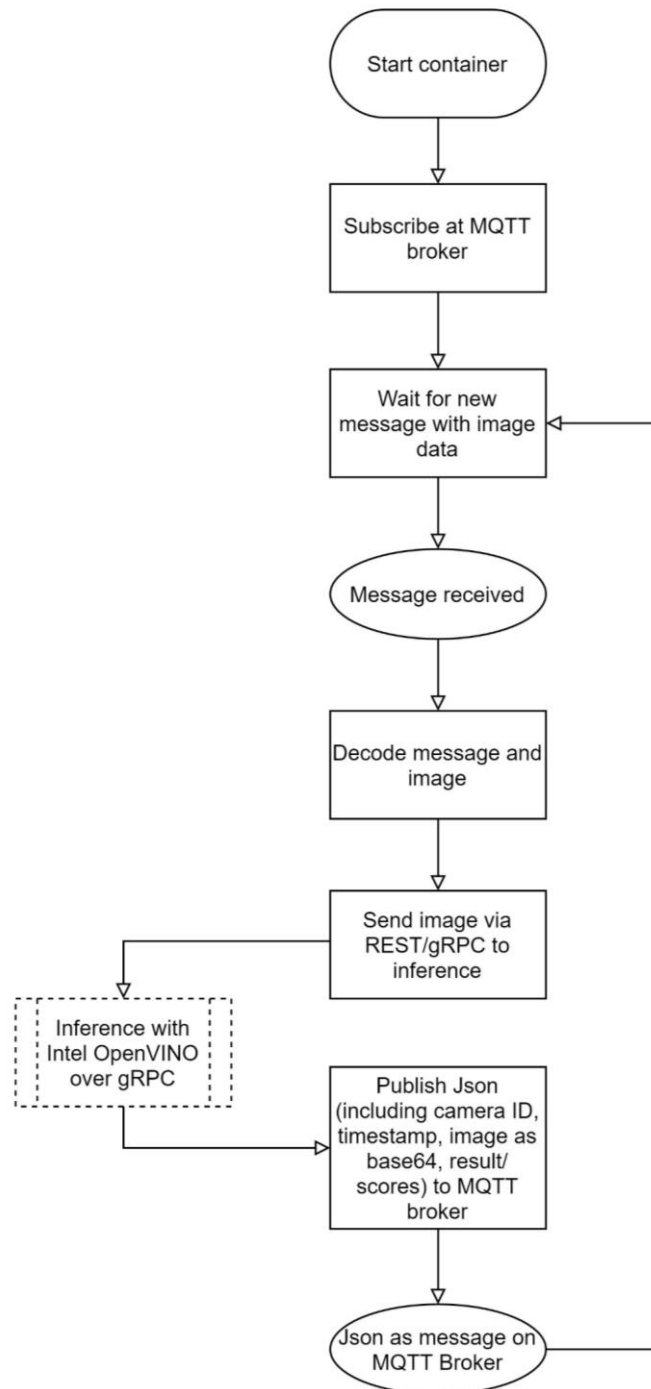 Start container
Subscribe at MQTT
broker
Wait for new
message with image
data
Message received
Decode message and
image
Send image via
REST/gRPC to
inference
Inference with
Intel OpenVINO
over gRPC
Publish Json
(including camera ID,
timestamp, image as
base64, result/
scores) to MQTT
broker
Json as message on
MQTT Broker